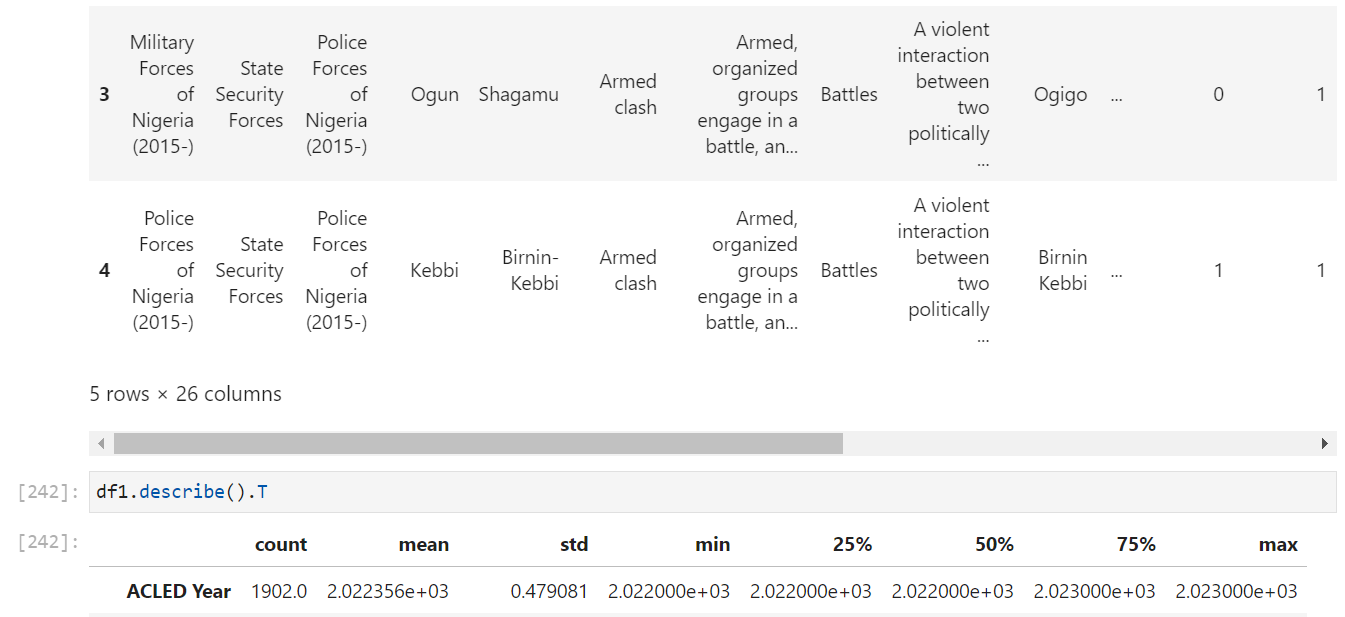 3 Military Forces of Nigeria (2015-) State Security Forces Police Forces of Nigeria (2015-) Ogun Shagamu Armed clash Armed, organized groups engage in a battle, an... Battles A violent interaction between two politically ... Ogigo ... 0 1
4 Police Forces of Nigeria (2015-) State Security Forces Police Forces of Nigeria (2015-) Kebbi Birnin-Kebbi Armed clash Armed, organized groups engage in a battle, an... Battles A violent interaction between two politically ... Birnin Kebbi ... 1 1
5 rows × 26 columns
[242]: df1.describe().T
[242]:
count mean std min 25% 50% 75% max
ACLED Year 1902.0 2.022356e+03 0.479081 2.022000e+03 2.022000e+03 2.022000e+03 2.023000e+03 2.023000e+03